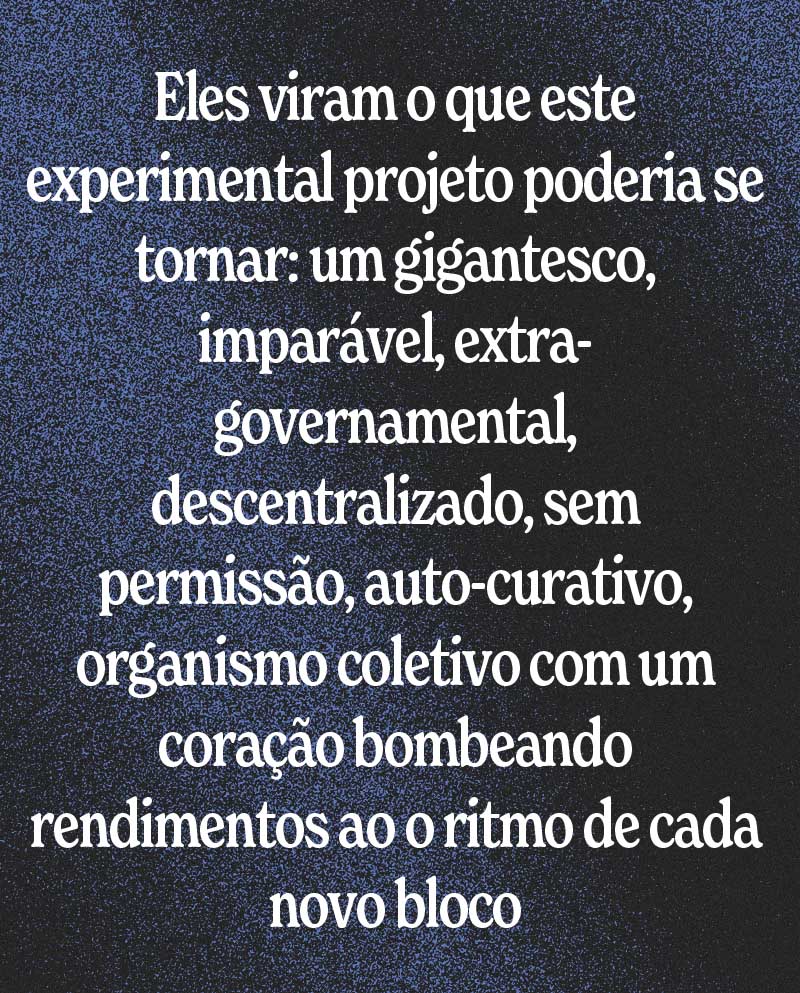 Eles viram o que este
experimental projeto poderia se
tornar: um gigantesco,
imparável, extra-
governamental,
descentralizado, sem
permissão, auto-curativo,
organismo coletivo com um
coração bombeando
rendimentos ao o ritmo de cada
novo bloco